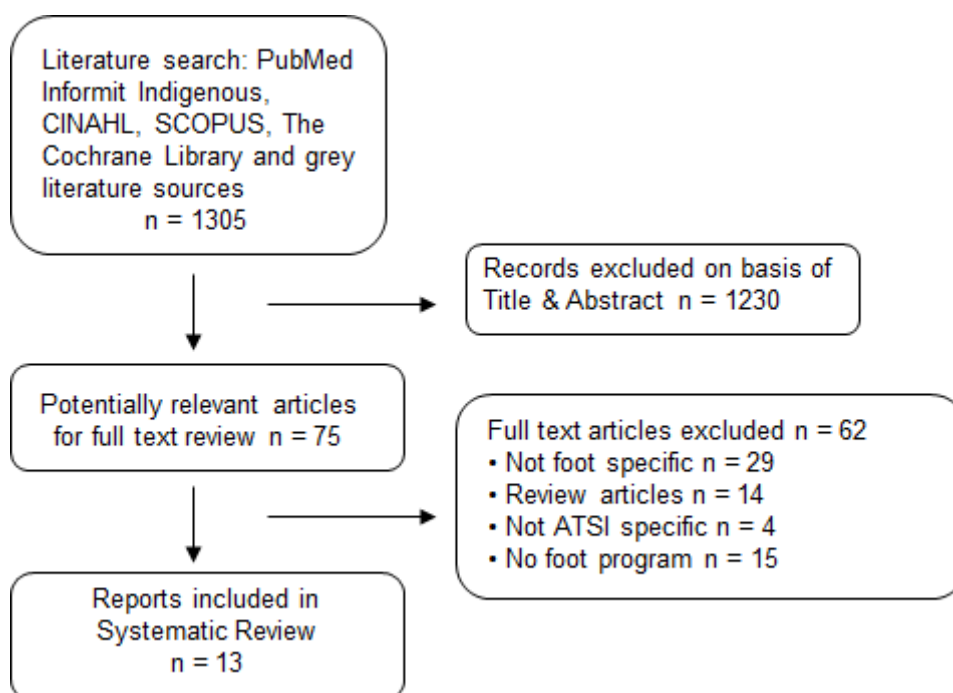 Literature search: PubMed
Informit Indigenous,
CINAHL, SCOPUS, The
Cochrane Library and grey
literature sources
n = 1305
Records excluded on basis of
Title & Abstract n = 1230
Potentially relevant articles
for full text review n = 75
Full text articles excluded n = 62
• Not foot specific n = 29
• Review articles n = 14
• Not ATSI specific n = 4
• No foot program n = 15
Reports included in
Systematic Review
n = 13